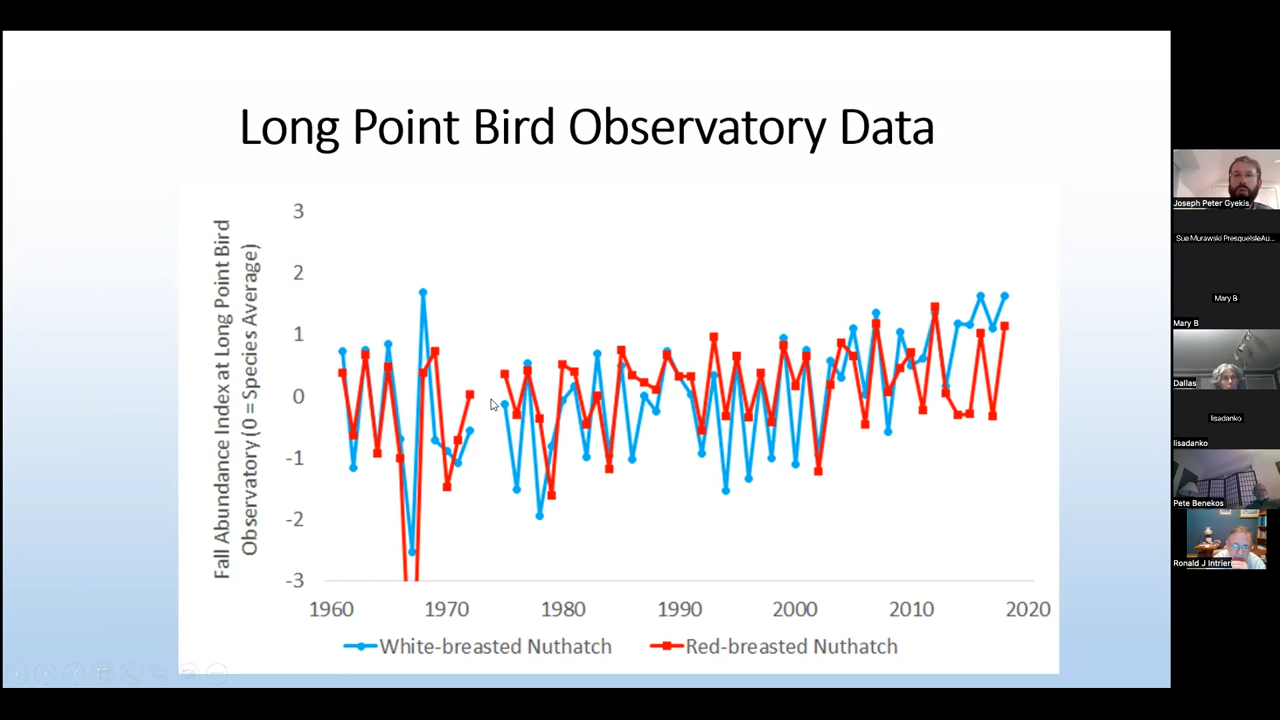 Long Point Bird Observatory Data
Fall Abundance Index at Long Point Bird
Observatory (0 = Species Average)
3
2
1
0
-1
-2
-3
1960 1970 1980 1990 2000 2010 2020
White-breasted Nuthatch Red-breasted Nuthatch
Joseph Peter Gyekis
Sue Murawski PresqueIsleAu...
Mary B
Mary B
Dallas
lisadanko
lisadanko
Pete Benekos
Ronald J Intrieri